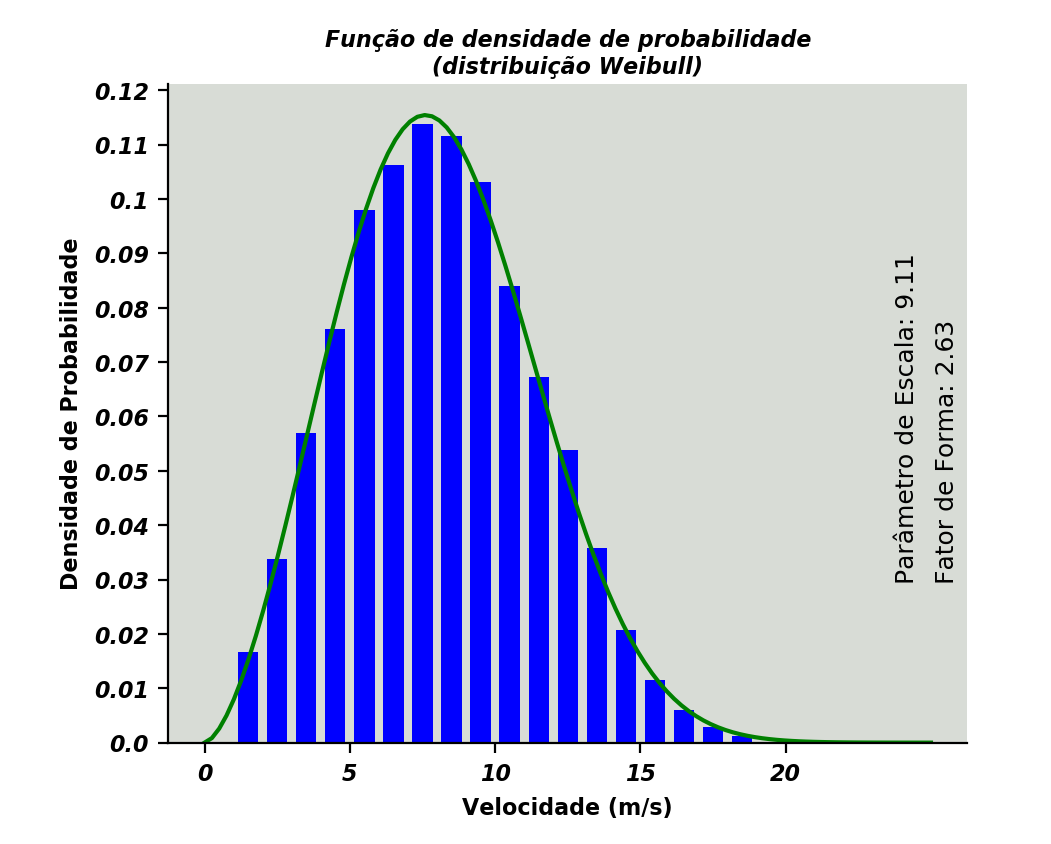 Função de densidade de probabilidade
(distribuição Weibull)
Densidade de Probabilidade
0.12
0.11
0.1
0.09
0.08
0.07
0.06
0.05
0.04
0.03
0.02
0.01
0.0
Parâmetro de Escala: 9.11
Fator de Forma: 2.63
0 5 10 15 20
Velocidade (m/s)